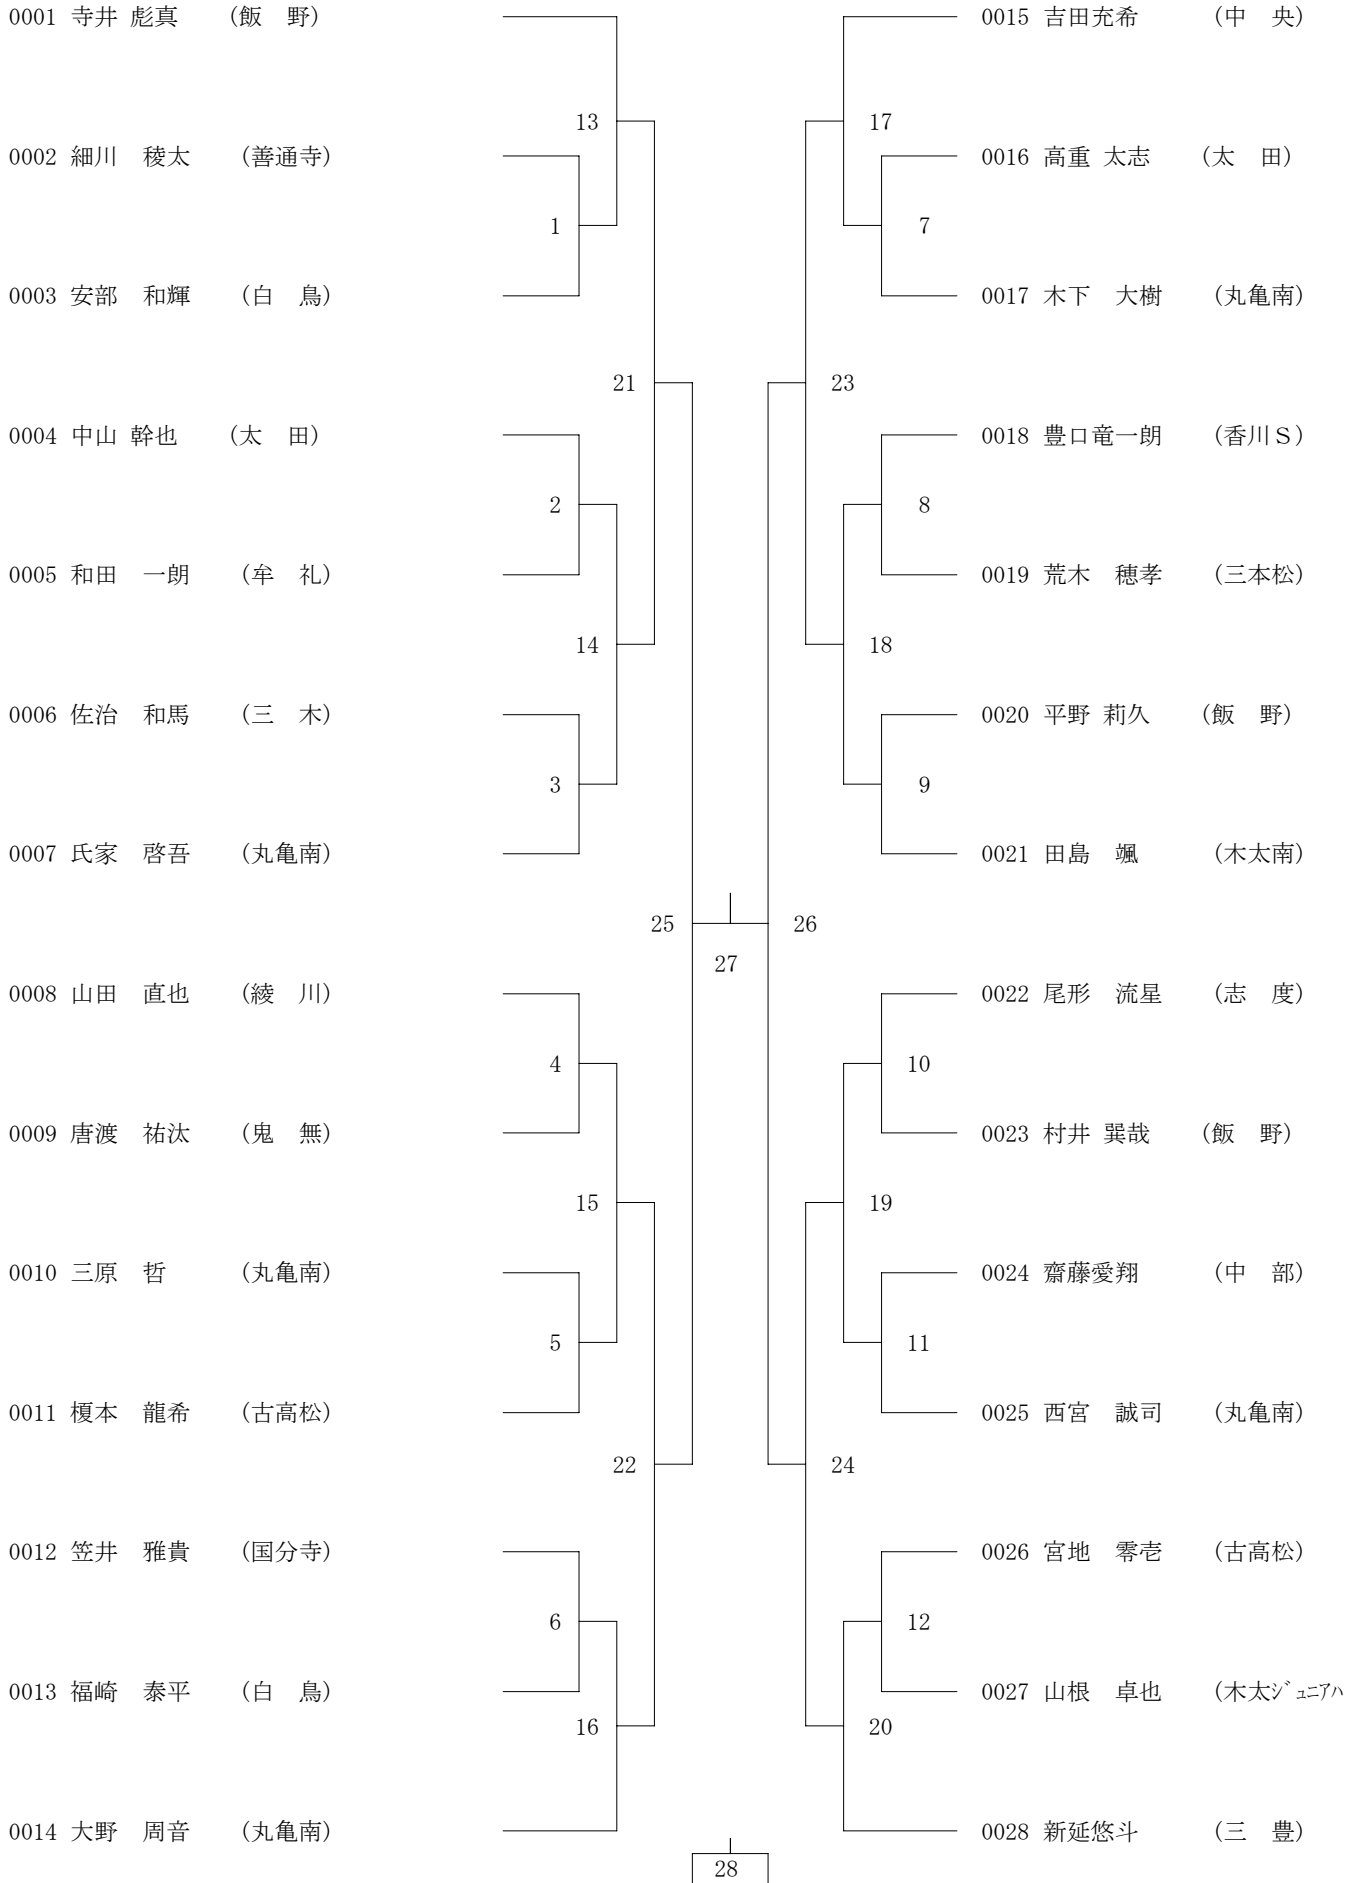 0001 寺井 彪真 (飯 野)
0002 細川 稜太 (善通寺)
0003 安部 和輝 (白 鳥)
0004 中山 幹也 (太 田)
0005 和田 一朗 (牟 礼)
0006 佐治 和馬 (三 木)
0007 氏家 啓吾 (丸亀南)
0008 山田 直也 (綾 川)
0009 唐渡 祐汰 (鬼 無)
0010 三原 哲 (丸亀南)
0011 榎本 龍希 (古高松)
0012 笠井 雅貴 (国分寺)
0013 福崎 泰平 (白 鳥)
0014 大野 周音 (丸亀南)
13
1
21
2
14
3
25
4
15
5
22
6
16
27
28
17
7
23
8
18
9
26
10
19
11
24
12
20
0015 吉田充希 (中 央)
0016 高重 太志 (太 田)
0017 木下 大樹 (丸亀南)
0018 豊口竜一朗 (香川S)
0019 荒木 穂孝 (三本松)
0020 平野 莉久 (飯 野)
0021 田島 颯 (木太南)
0022 尾形 流星 (志 度)
0023 村井 巽哉 (飯 野)
0024 齋藤愛翔 (中 部)
0025 西宮 誠司 (丸亀南)
0026 宮地 零壱 (古高松)
0027 山根 卓也 (木太ｼﾞｭﾆｱﾊ
0028 新延悠斗 (三 豊)